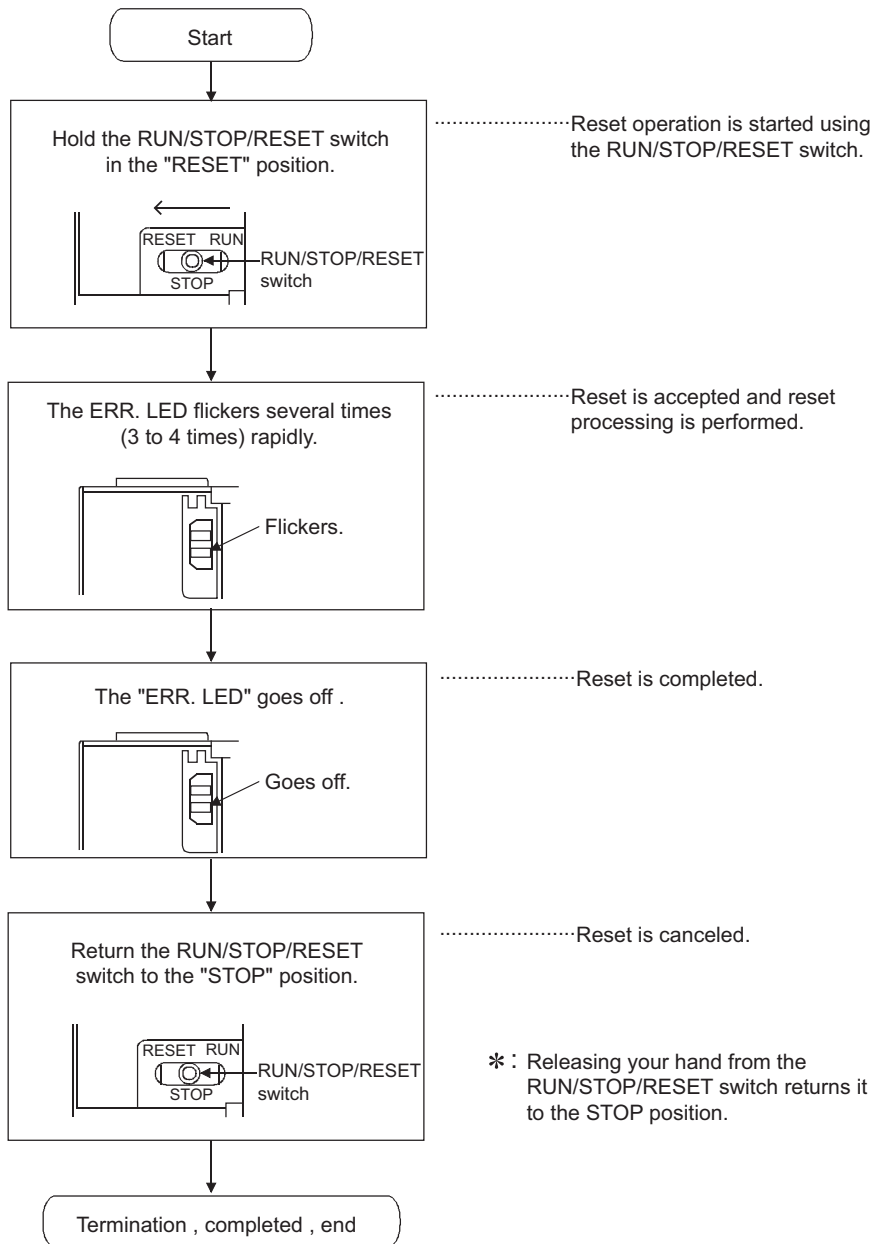 Start
Hold the RUN/STOP/RESET switch
in the "RESET" position.
RESET RUN
STOP
RUN/STOP/RESET
switch
......................Reset operation is started using
the RUN/STOP/RESET switch.
The ERR. LED flickers several times
(3 to 4 times) rapidly.
Flickers.
......................Reset is accepted and reset
processing is performed.
The "ERR. LED" goes off .
Goes off.
......................Reset is completed.
Return the RUN/STOP/RESET
switch to the "STOP" position.
RESET RUN
STOP
RUN/STOP/RESET
switch
......................Reset is canceled.
*: Releasing your hand from the
RUN/STOP/RESET switch returns it
to the STOP position.
Termination , completed , end